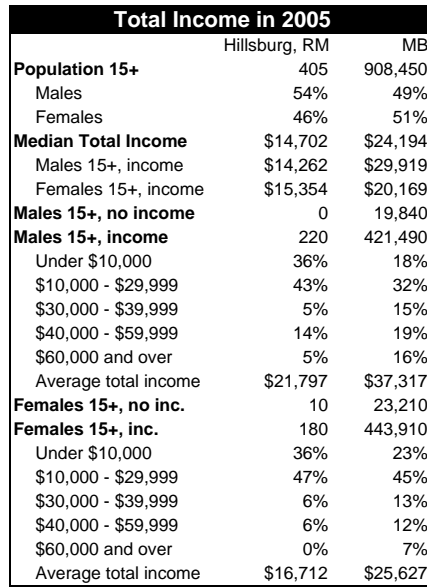 Total Income in 2005
Hillsburg, RM MB
Population 15+ 405 908,450
Males 54% 49%
Females 46% 51%
Median Total Income $14,702 $24,194
Males 15+, income $14,262 $29,919
Females 15+, income $15,354 $20,169
Males 15+, no income 0 19,840
Males 15+, income 220 421,490
Under $10,000 36% 18%
$10,000 - $29,999 43% 32%
$30,000 - $39,999 5% 15%
$40,000 - $59,999 14% 19%
$60,000 and over 5% 16%
Average total income $21,797 $37,317
Females 15+, no inc. 10 23,210
Females 15+, inc. 180 443,910
Under $10,000 36% 23%
$10,000 - $29,999 47% 45%
$30,000 - $39,999 6% 13%
$40,000 - $59,999 6% 12%
$60,000 and over 0% 7%
Average total income $16,712 $25,627